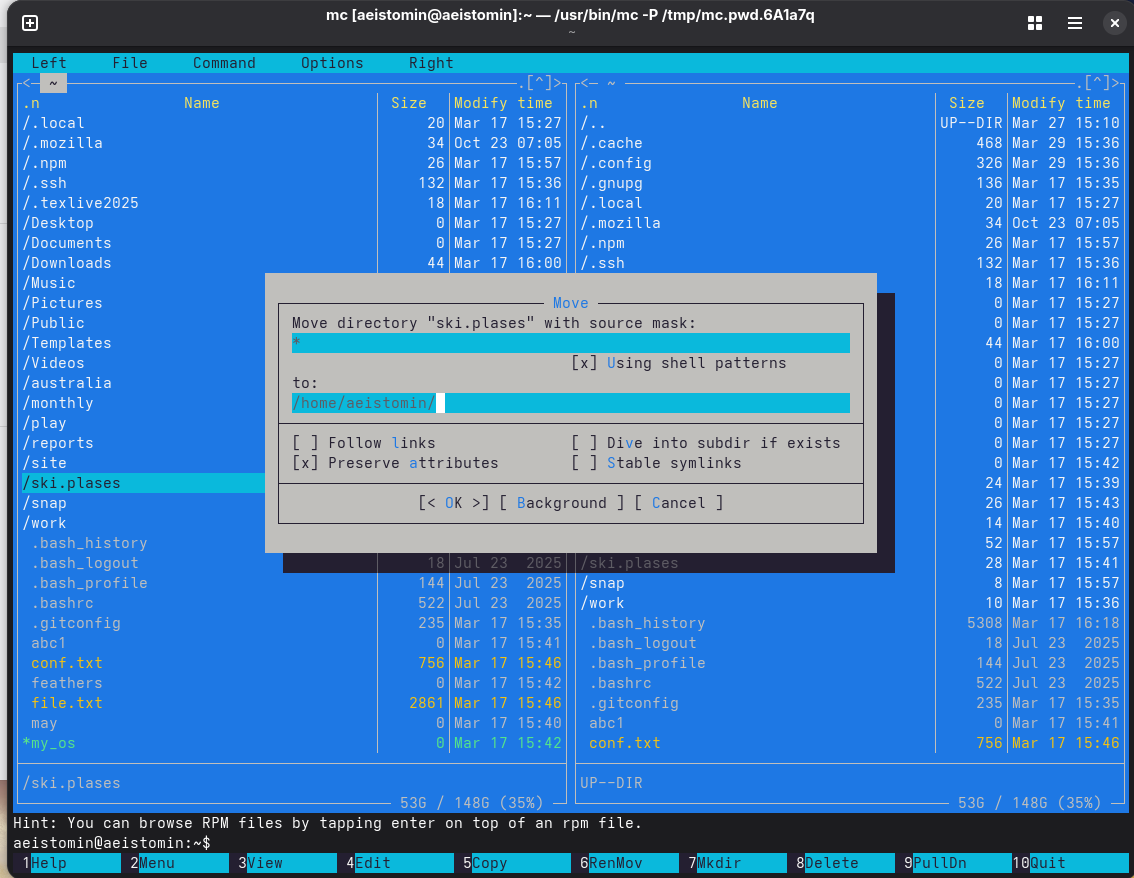 mc [aeistomin@aeistomin]:~ — /usr/bin/mc -P /tmp/mc.pwd.6A1a7q
~
Left File Command Options Right
<— ~ .[^]> <— ~ .[^]>
.n Name Size Modify time .n Name Size Modify time
/.local 20 Mar 17 15:27 /.. UP--DIR Mar 27 15:10
/.mozilla 34 Oct 23 07:05 /.cache 468 Mar 29 15:36
/.npm 26 Mar 17 15:57 /.config 326 Mar 29 15:36
/.ssh 132 Mar 17 15:36 /.gnupg 136 Mar 17 15:35
/.texlive2025 18 Mar 17 16:11 /.local 20 Mar 17 15:27
/Desktop 0 Mar 17 15:27 /.mozilla 34 Oct 23 07:05
/Documents 0 Mar 17 15:27 /.npm 26 Mar 17 15:57
/Downloads 44 Mar 17 16:00 /.ssh 132 Mar 17 15:36
/Music 18 Mar 17 16:11
/Pictures Move 0 Mar 17 15:27
/Public Move directory "ski.plases" with source mask: 0 Mar 17 15:27
/Templates * 44 Mar 17 16:00
/Videos [x] Using shell patterns 0 Mar 17 15:27
/australia to: 0 Mar 17 15:27
/monthly /home/aeistomin/ 0 Mar 17 15:27
/play 0 Mar 17 15:27
/reports [ ] Follow links [ ] Dive into subdir if exists 0 Mar 17 15:27
/site [x] Preserve attributes [ ] Stable symlinks 0 Mar 17 15:42
/ski.plases 24 Mar 17 15:39
/snap [< OK >] [ Background ] [ Cancel ] 26 Mar 17 15:43
/work 14 Mar 17 15:40
.bash_history 52 Mar 17 15:57
.bash_logout 18 Jul 23 2025 /ski.plases 28 Mar 17 15:41
.bash_profile 144 Jul 23 2025 /snap 8 Mar 17 15:57
.bashrc 522 Jul 23 2025 /work 10 Mar 17 15:36
.gitconfig 235 Mar 17 15:35 .bash_history 5308 Mar 17 16:18
abc1 0 Mar 17 15:41 .bash_logout 18 Jul 23 2025
conf.txt 756 Mar 17 15:46 .bash_profile 144 Jul 23 2025
feathers 0 Mar 17 15:42 .bashrc 522 Jul 23 2025
file.txt 2861 Mar 17 15:46 .gitconfig 235 Mar 17 15:35
may 0 Mar 17 15:40 abc1 0 Mar 17 15:41
*my_os 0 Mar 17 15:42 conf.txt 756 Mar 17 15:46
/ski.plases UP--DIR
53G / 148G (35%) 53G / 148G (35%)
Hint: You can browse RPM files by tapping enter on top of an rpm file.
aeistomin@aeistomin:~$
1Help 2Menu 3View 4Edit 5Copy 6RenMov 7Mkdir 8Delete 9PullDn 10Quit